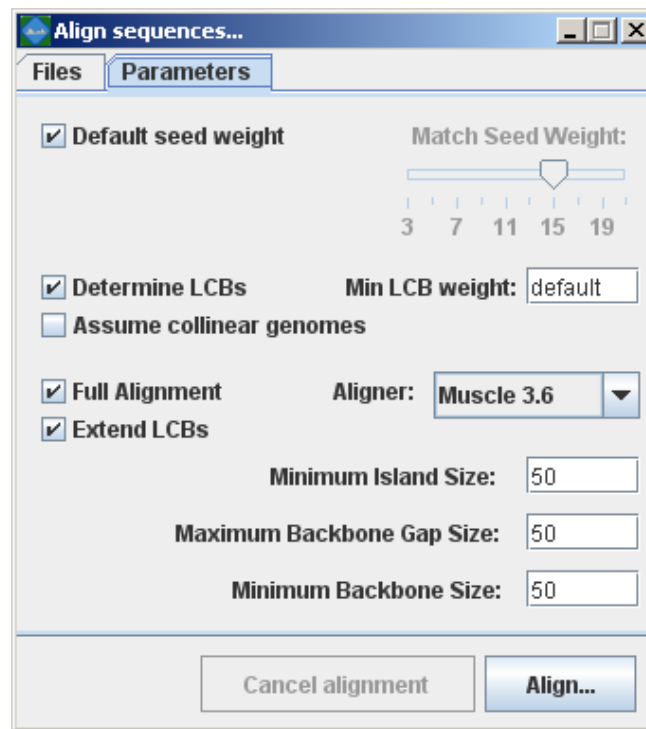 Align sequences...
Files Parameters
Default seed weight Match Seed Weight:
3 7 11 15 19
Determine LCBs Min LCB weight: default
Assume collinear genomes
Full Alignment Aligner: Muscle 3.6
Extend LCBs
Minimum Island Size: 50
Maximum Backbone Gap Size: 50
Minimum Backbone Size: 50
Cancel alignment Align...